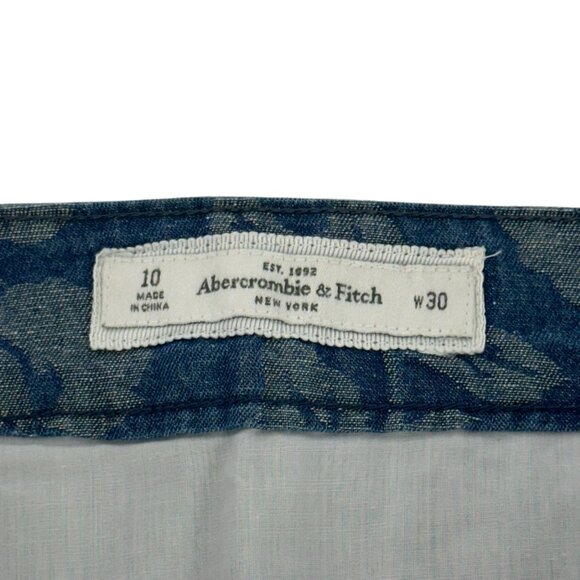 10
MADE
IN CHINA
EST. 1892
Abercrombie & Fitch
NEW YORK
W30